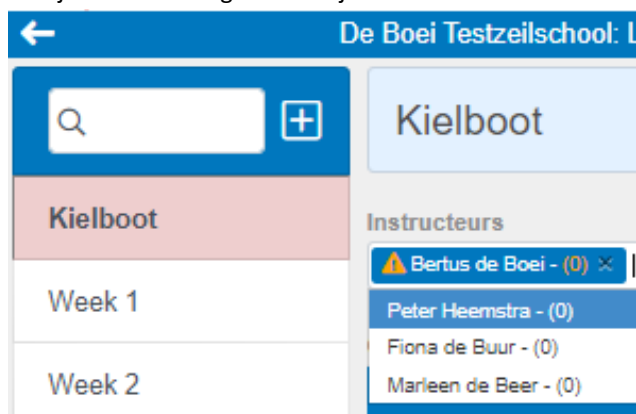 De Boei Testzeilschool:
Kielboot
Kielboot
Instructeurs
Bertus de Boei - (0) ×
Week 1
Peter Heemstra - (0)
Fiona de Buur - (0)
Week 2
Marleen de Beer - (0)